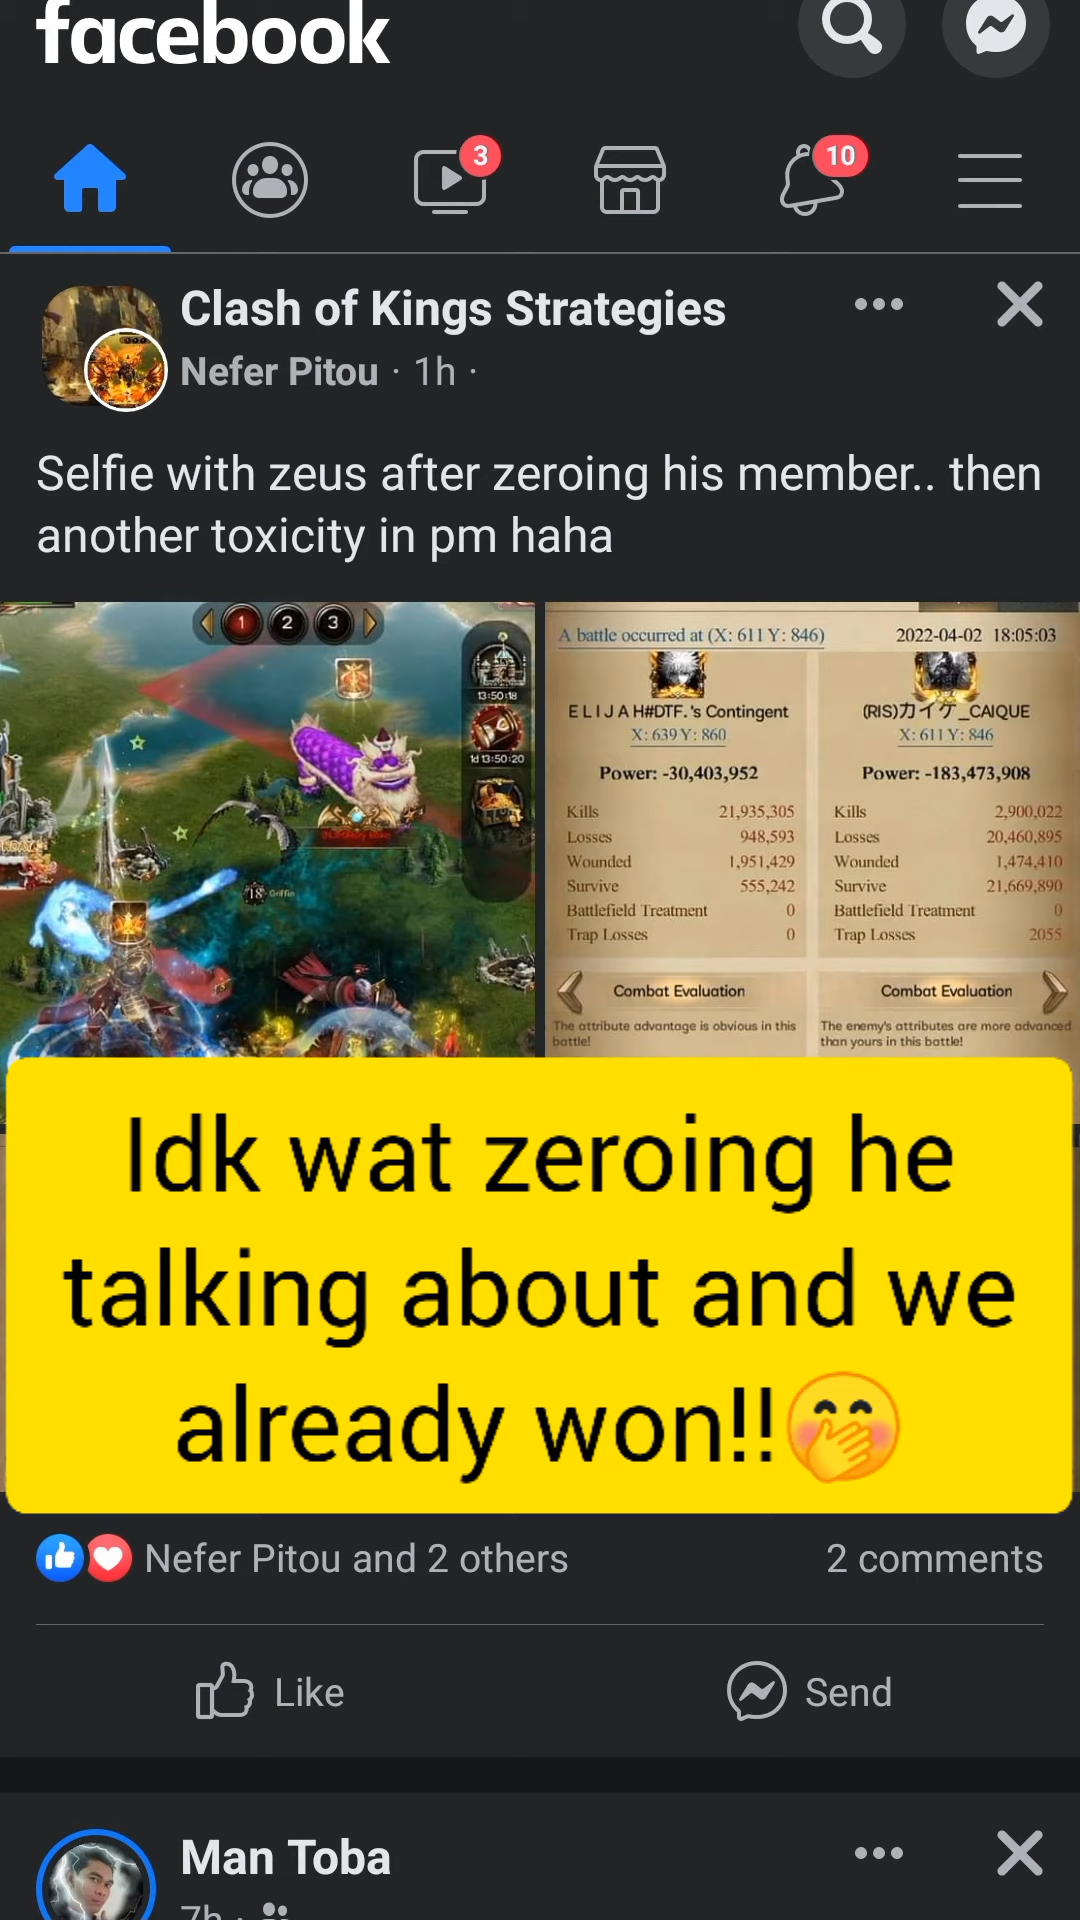 facebook
3
10
Clash of Kings Strategies
Nefer Pitou · 1h ·
Selfie with zeus after zeroing his member.. then
another toxicity in pm haha
1 2 3
13:50:18
1d 13:50:20
18 Griffin
A battle occurred at (X: 611 Y: 846) 2022-04-02 18:05:03
E L I J A H#DTF.'s Contingent
X: 639 Y: 860
Power: -30,403,952
Kills 21,935,305
Losses 948,593
Wounded 1,951,429
Survive 555,242
Battlefield Treatment 0
Trap Losses 0
Combat Evaluation
The attribute advantage is obvious in this
battle!
(RIS)カイケ_CAIQUE
X: 611 Y: 846
Power: -183,473,908
Kills 2,900,022
Losses 20,460,895
Wounded 1,474,410
Survive 21,669,890
Battlefield Treatment 0
Trap Losses 2055
Combat Evaluation
The enemy's attributes are more advanced
than yours in this battle!
Idk wat zeroing he
talking about and we
already won!!🤭
Nefer Pitou and 2 others 2 comments
Like Send
Man Toba
7h ·